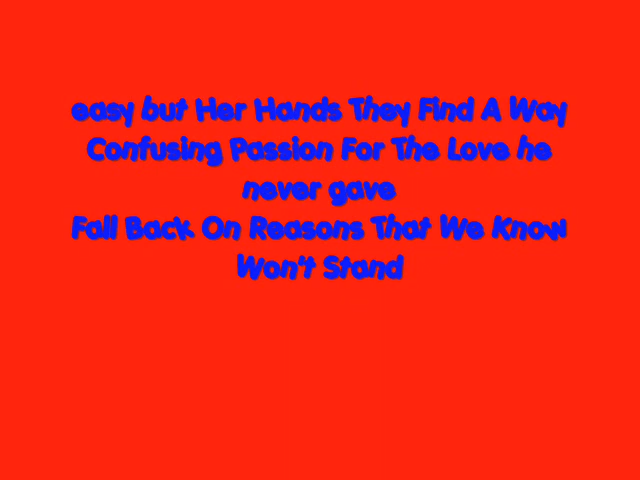 easy but Her Hands They Find A Way
Confusing Passion For The Love he
never gave
Fall Back On Reasons That We Know
Won't Stand